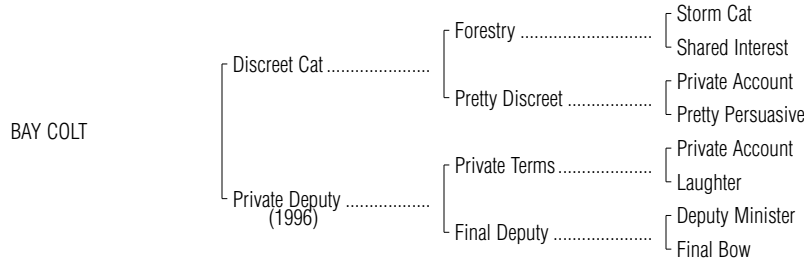 Storm Cat
Forestry ..............................
Shared Interest
Discreet Cat ......................
Private Account
Pretty Discreet ....................
Pretty Persuasive
BAY COLT
Private Account
Private Terms ......................
Laughter
Private Deputy ..................
(1996)
Deputy Minister
Final Deputy .......................
Final Bow